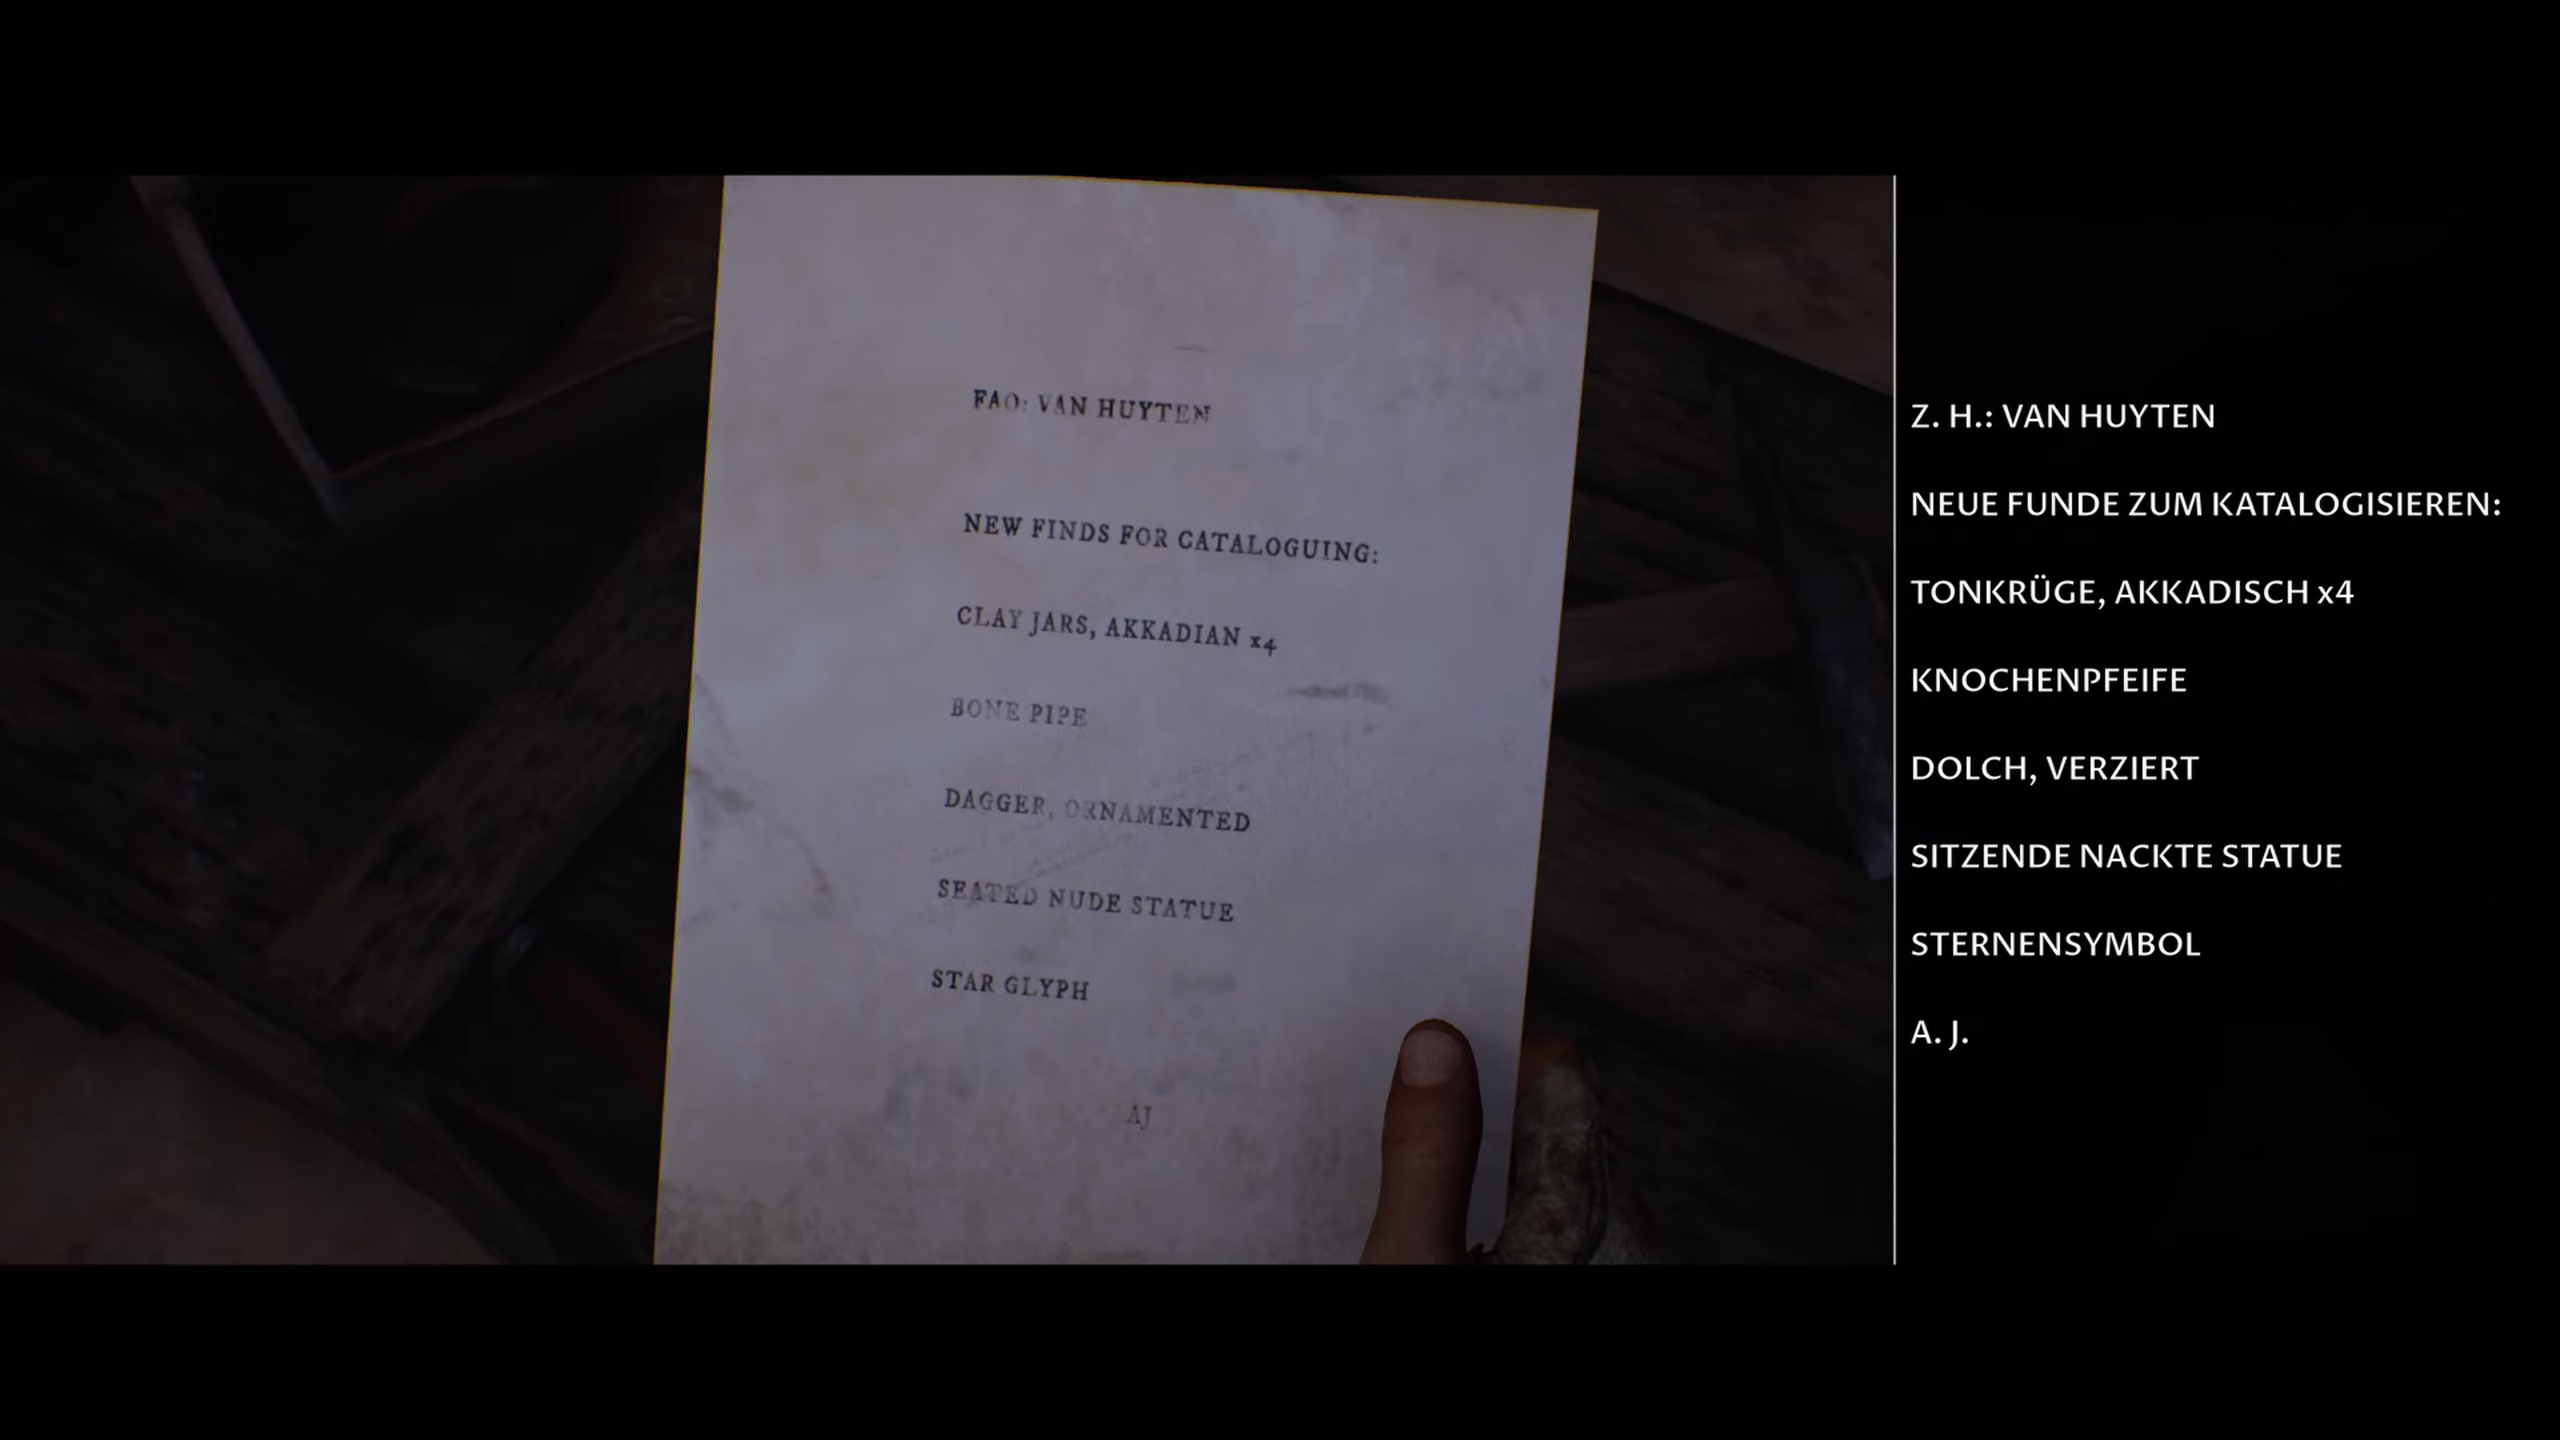 FAO: VAN HUYTEN
NEW FINDS FOR CATALOGUING:
CLAY JARS, AKKADIAN x4
BONE PIPE
DAGGER, ORNAMENTED
SEATED NUDE STATUE
STAR GLYPH
AJ
Z. H.: VAN HUYTEN
NEUE FUNDE ZUM KATALOGISIEREN:
TONKRÜGE, AKKADISCH x4
KNOCHENPFEIFE
DOLCH, VERZIERT
SITZENDE NACKTE STATUE
STERNENSYMBOL
A. J.